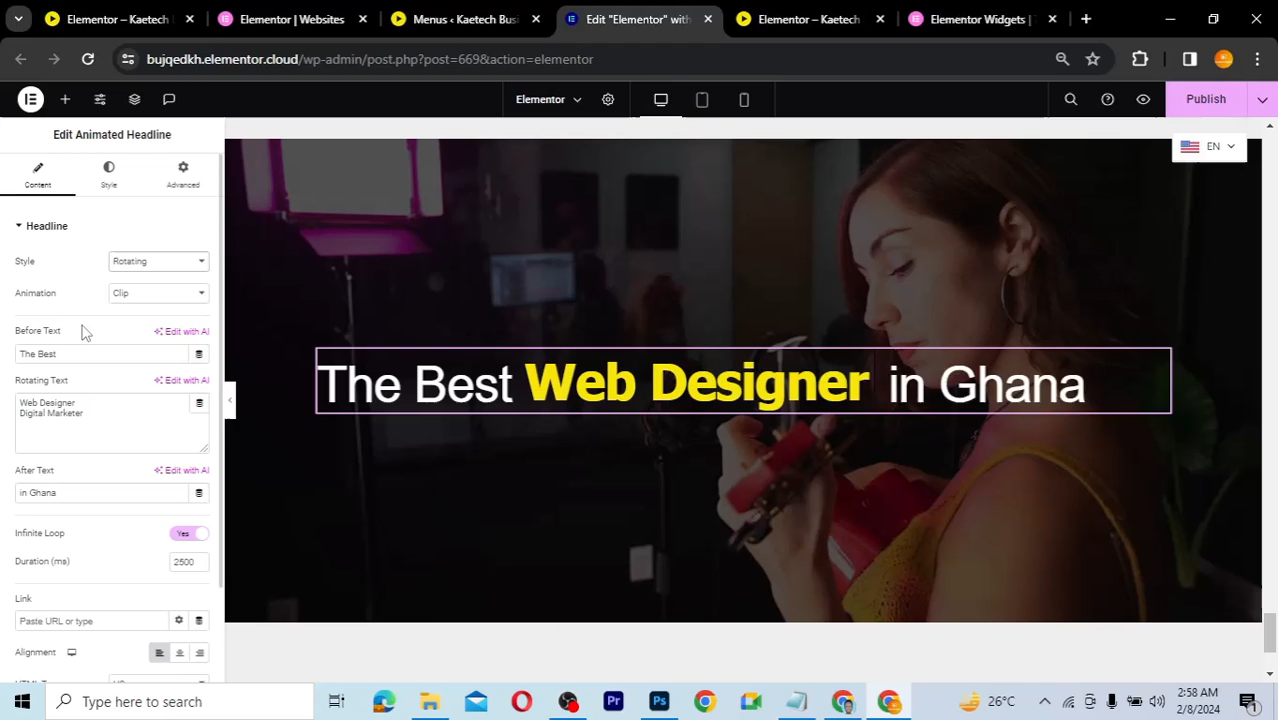 Elementor – Kaetech
Elementor | Websites
Menus ‹ Kaetech Busi
Edit "Elementor" with
Elementor – Kaetech
Elementor Widgets |
bujqedkh.elementor.cloud/wp-admin/post.php?post=669&action=elementor
Elementor
Publish
Edit Animated Headline
EN
Content
Style
Advanced
Headline
Style
Rotating
Animation
Clip
Before Text
Edit with AI
The Best
Rotating Text
Edit with AI
Web Designer
Digital Marketer
The Best Web Designer in Ghana
After Text
Edit with AI
in Ghana
Infinite Loop
Yes
Duration (ms)
2500
Link
Paste URL or type
Alignment
Type here to search
Pr
Ps
26°C
2:58 AM
2/8/2024
1